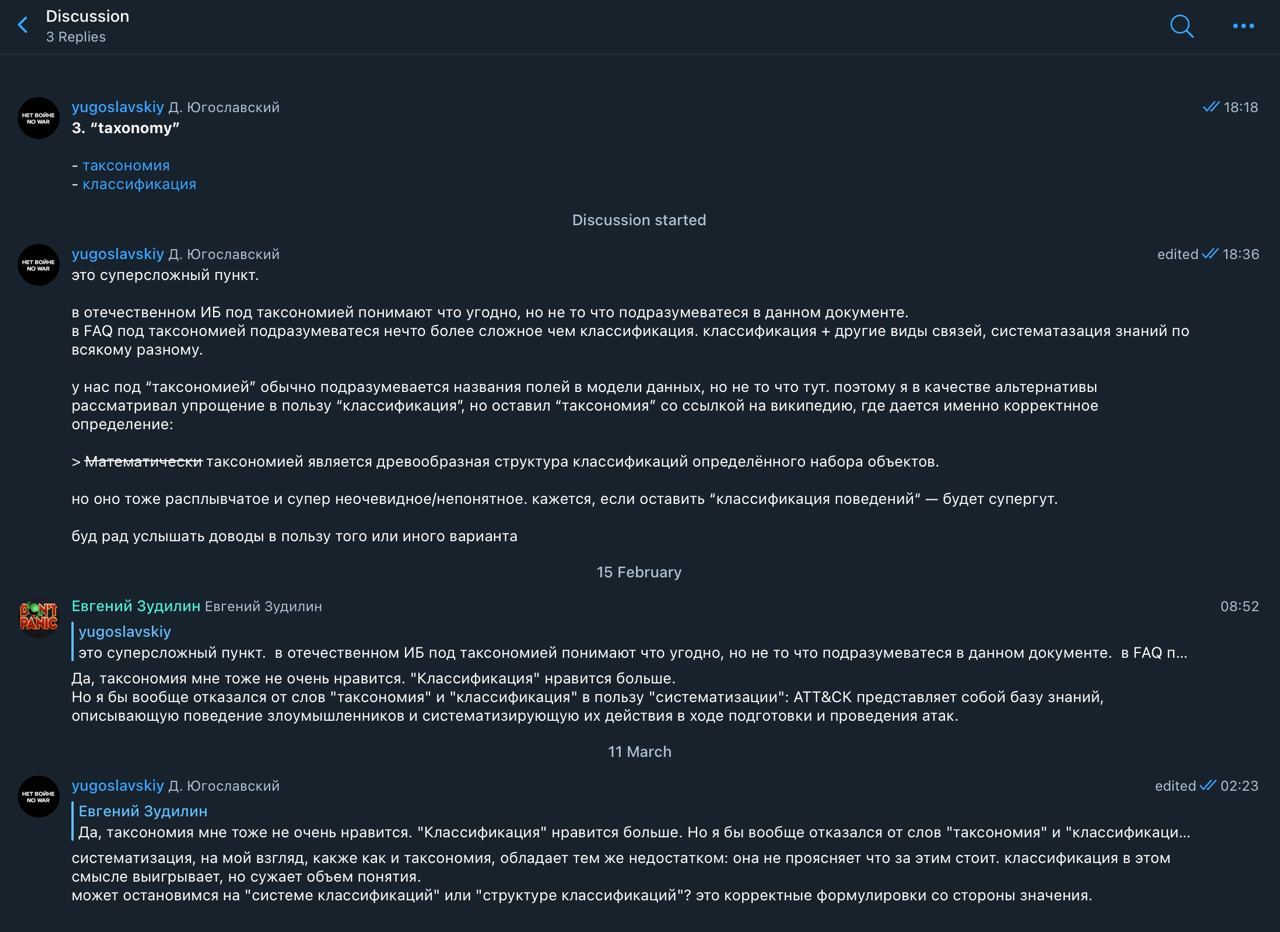 Discussion
3 Replies
yugoslavskiy Д. Югославский
18:18
НЕТ ВОЙНЕ
NO WAR
3. “taxonomy”
- таксономия
- классификация
Discussion started
yugoslavskiy Д. Югославский
edited 18:36
НЕТ ВОЙНЕ
NO WAR
это суперсложный пункт.
в отечественном ИБ под таксономией понимают что угодно, но не то что подразумеватеся в данном документе.
в FAQ под таксономией подразумеватеся нечто более сложное чем классификация. классификация + другие виды связей, систематазация знаний по
всякому разному.
у нас под “таксономией” обычно подразумевается названия полей в модели данных, но не то что тут. поэтому я в качестве альтернативы
рассматривал упрощение в пользу “классификация”, но оставил “таксономия” со ссылкой на википедию, где дается именно корректнное
определение:
> Математически таксономией является древообразная структура классификаций определённого набора объектов.
но оно тоже расплывчатое и супер неочевидное/непонятное. кажется, если оставить “классификация поведений“ — будет супергут.
буд рад услышать доводы в пользу того или иного варианта
15 February
Евгений Зудилин Евгений Зудилин
08:52
DON'T
PANIC
yugoslavskiy
это суперсложный пункт.  в отечественном ИБ под таксономией понимают что угодно, но не то что подразумеватеся в данном документе.  в FAQ п...
Да, таксономия мне тоже не очень нравится. "Классификация" нравится больше.
Но я бы вообще отказался от слов "таксономия" и "классификация" в пользу "систематизации": ATT&CK представляет собой базу знаний,
описывающую поведение злоумышленников и систематизирующую их действия в ходе подготовки и проведения атак.
11 March
yugoslavskiy Д. Югославский
edited 02:23
НЕТ ВОЙНЕ
NO WAR
Евгений Зудилин
Да, таксономия мне тоже не очень нравится. "Классификация" нравится больше. Но я бы вообще отказался от слов "таксономия" и "классификаци...
систематизация, на мой взгляд, какже как и таксономия, обладает тем же недостатком: она не проясняет что за этим стоит. классификация в этом
смысле выигрывает, но сужает объем понятия.
может остановимся на "системе классификаций" или "структуре классификаций"? это корректные формулировки со стороны значения.